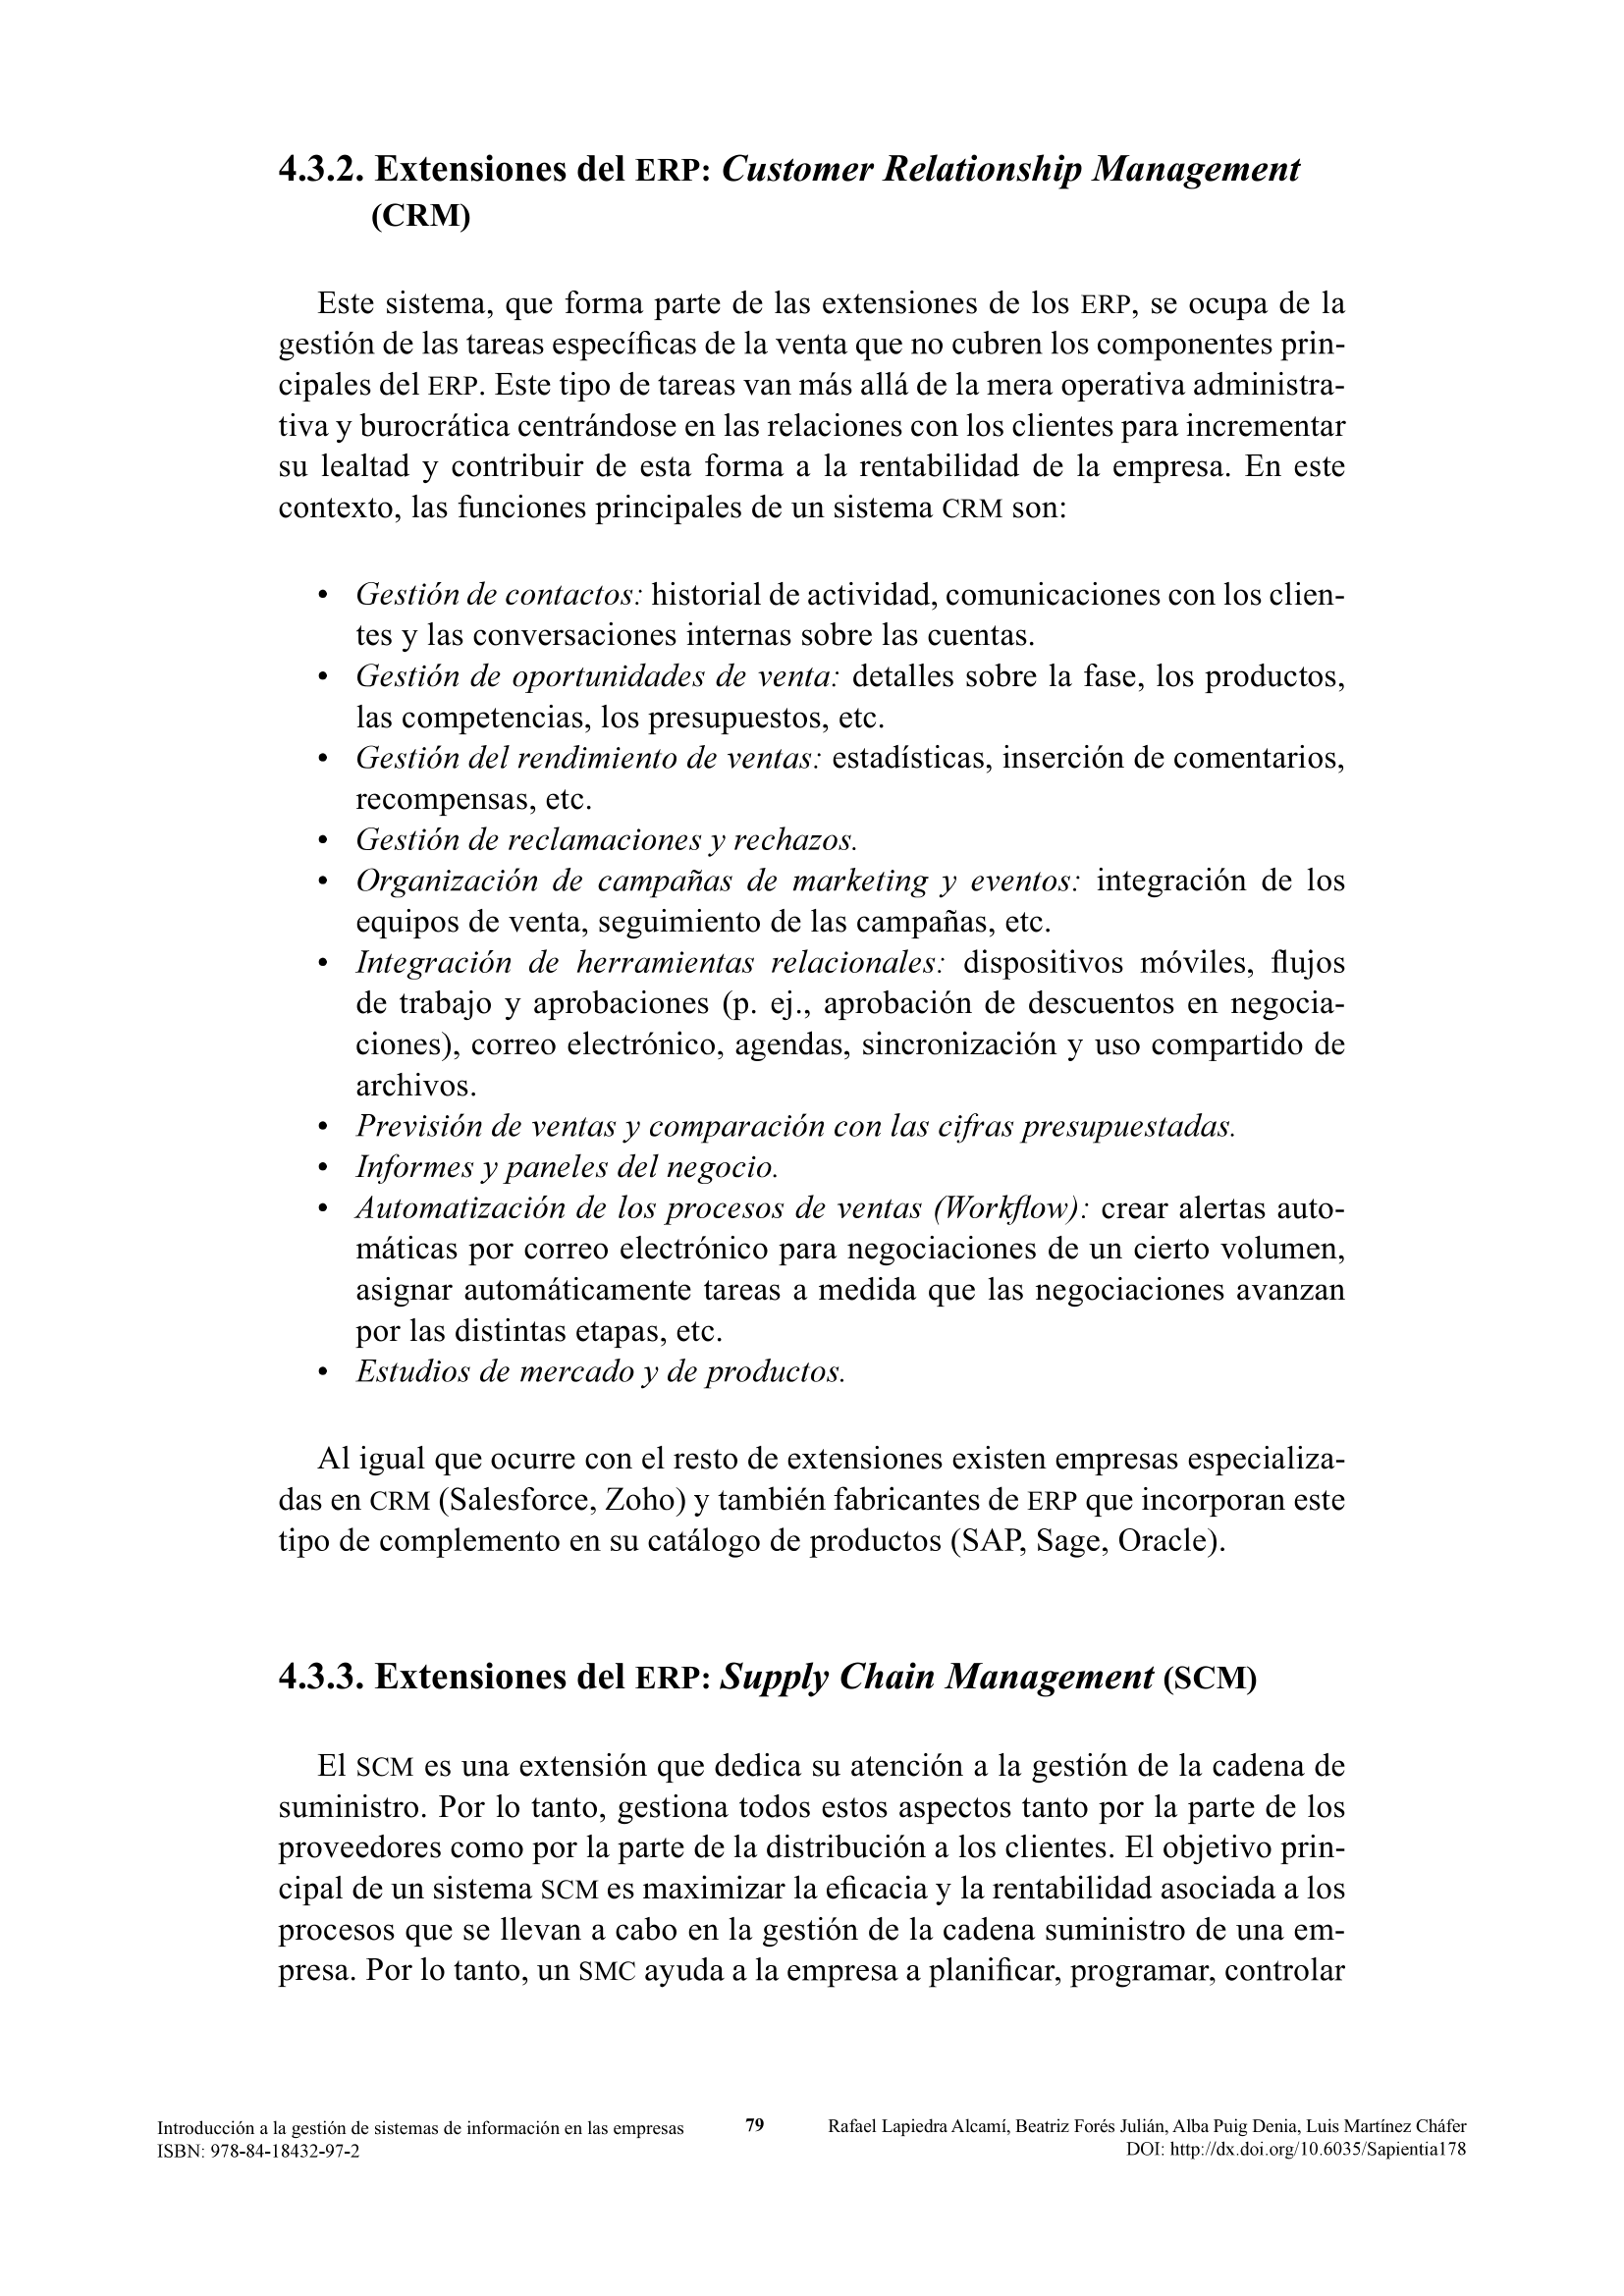 4.3.2. Extensiones del ERP: Customer Relationship Management
(CRM)
Este sistema, que forma parte de las extensiones de los ERP, se ocupa de la
gestión de las tareas específicas de la venta que no cubren los componentes prin-
cipales del ERP. Este tipo de tareas van más allá de la mera operativa administra-
tiva y burocrática centrándose en las relaciones con los clientes para incrementar
su lealtad y contribuir de esta forma a la rentabilidad de la empresa. En este
contexto, las funciones principales de un sistema CRM son:
• Gestión de contactos: historial de actividad, comunicaciones con los clien-
tes y las conversaciones internas sobre las cuentas.
• Gestión de oportunidades de venta: detalles sobre la fase, los productos,
las competencias, los presupuestos, etc.
• Gestión del rendimiento de ventas: estadísticas, inserción de comentarios,
recompensas, etc.
• Gestión de reclamaciones y rechazos.
• Organización de campañas de marketing y eventos: integración de los
equipos de venta, seguimiento de las campañas, etc.
• Integración de herramientas relacionales: dispositivos móviles, flujos
de trabajo y aprobaciones (p. ej., aprobación de descuentos en negocia-
ciones), correo electrónico, agendas, sincronización y uso compartido de
archivos.
• Previsión de ventas y comparación con las cifras presupuestadas.
• Informes y paneles del negocio.
• Automatización de los procesos de ventas (Workflow): crear alertas auto-
máticas por correo electrónico para negociaciones de un cierto volumen,
asignar automáticamente tareas a medida que las negociaciones avanzan
por las distintas etapas, etc.
• Estudios de mercado y de productos.
Al igual que ocurre con el resto de extensiones existen empresas especializa-
das en CRM (Salesforce, Zoho) y también fabricantes de ERP que incorporan este
tipo de complemento en su catálogo de productos (SAP, Sage, Oracle).
4.3.3. Extensiones del ERP: Supply Chain Management (SCM)
El SCM es una extensión que dedica su atención a la gestión de la cadena de
suministro. Por lo tanto, gestiona todos estos aspectos tanto por la parte de los
proveedores como por la parte de la distribución a los clientes. El objetivo prin-
cipal de un sistema SCM es maximizar la eficacia y la rentabilidad asociada a los
procesos que se llevan a cabo en la gestión de la cadena suministro de una em-
presa. Por lo tanto, un SMC ayuda a la empresa a planificar, programar, controlar
Introducción a la gestión de sistemas de información en las empresas
ISBN: 978-84-18432-97-2
79
Rafael Lapiedra Alcamí, Beatriz Forés Julián, Alba Puig Denia, Luis Martínez Cháfer
DOI: http://dx.doi.org/10.6035/Sapientia178